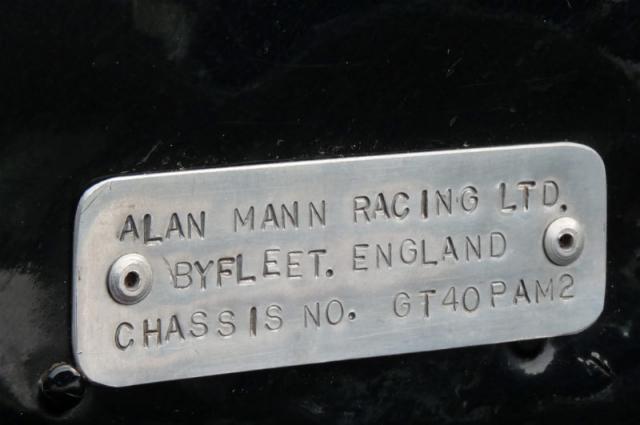 ALAN MANN RACING LTD.
BYFLEET. ENGLAND
CHASSIS NO. GT40PAM2